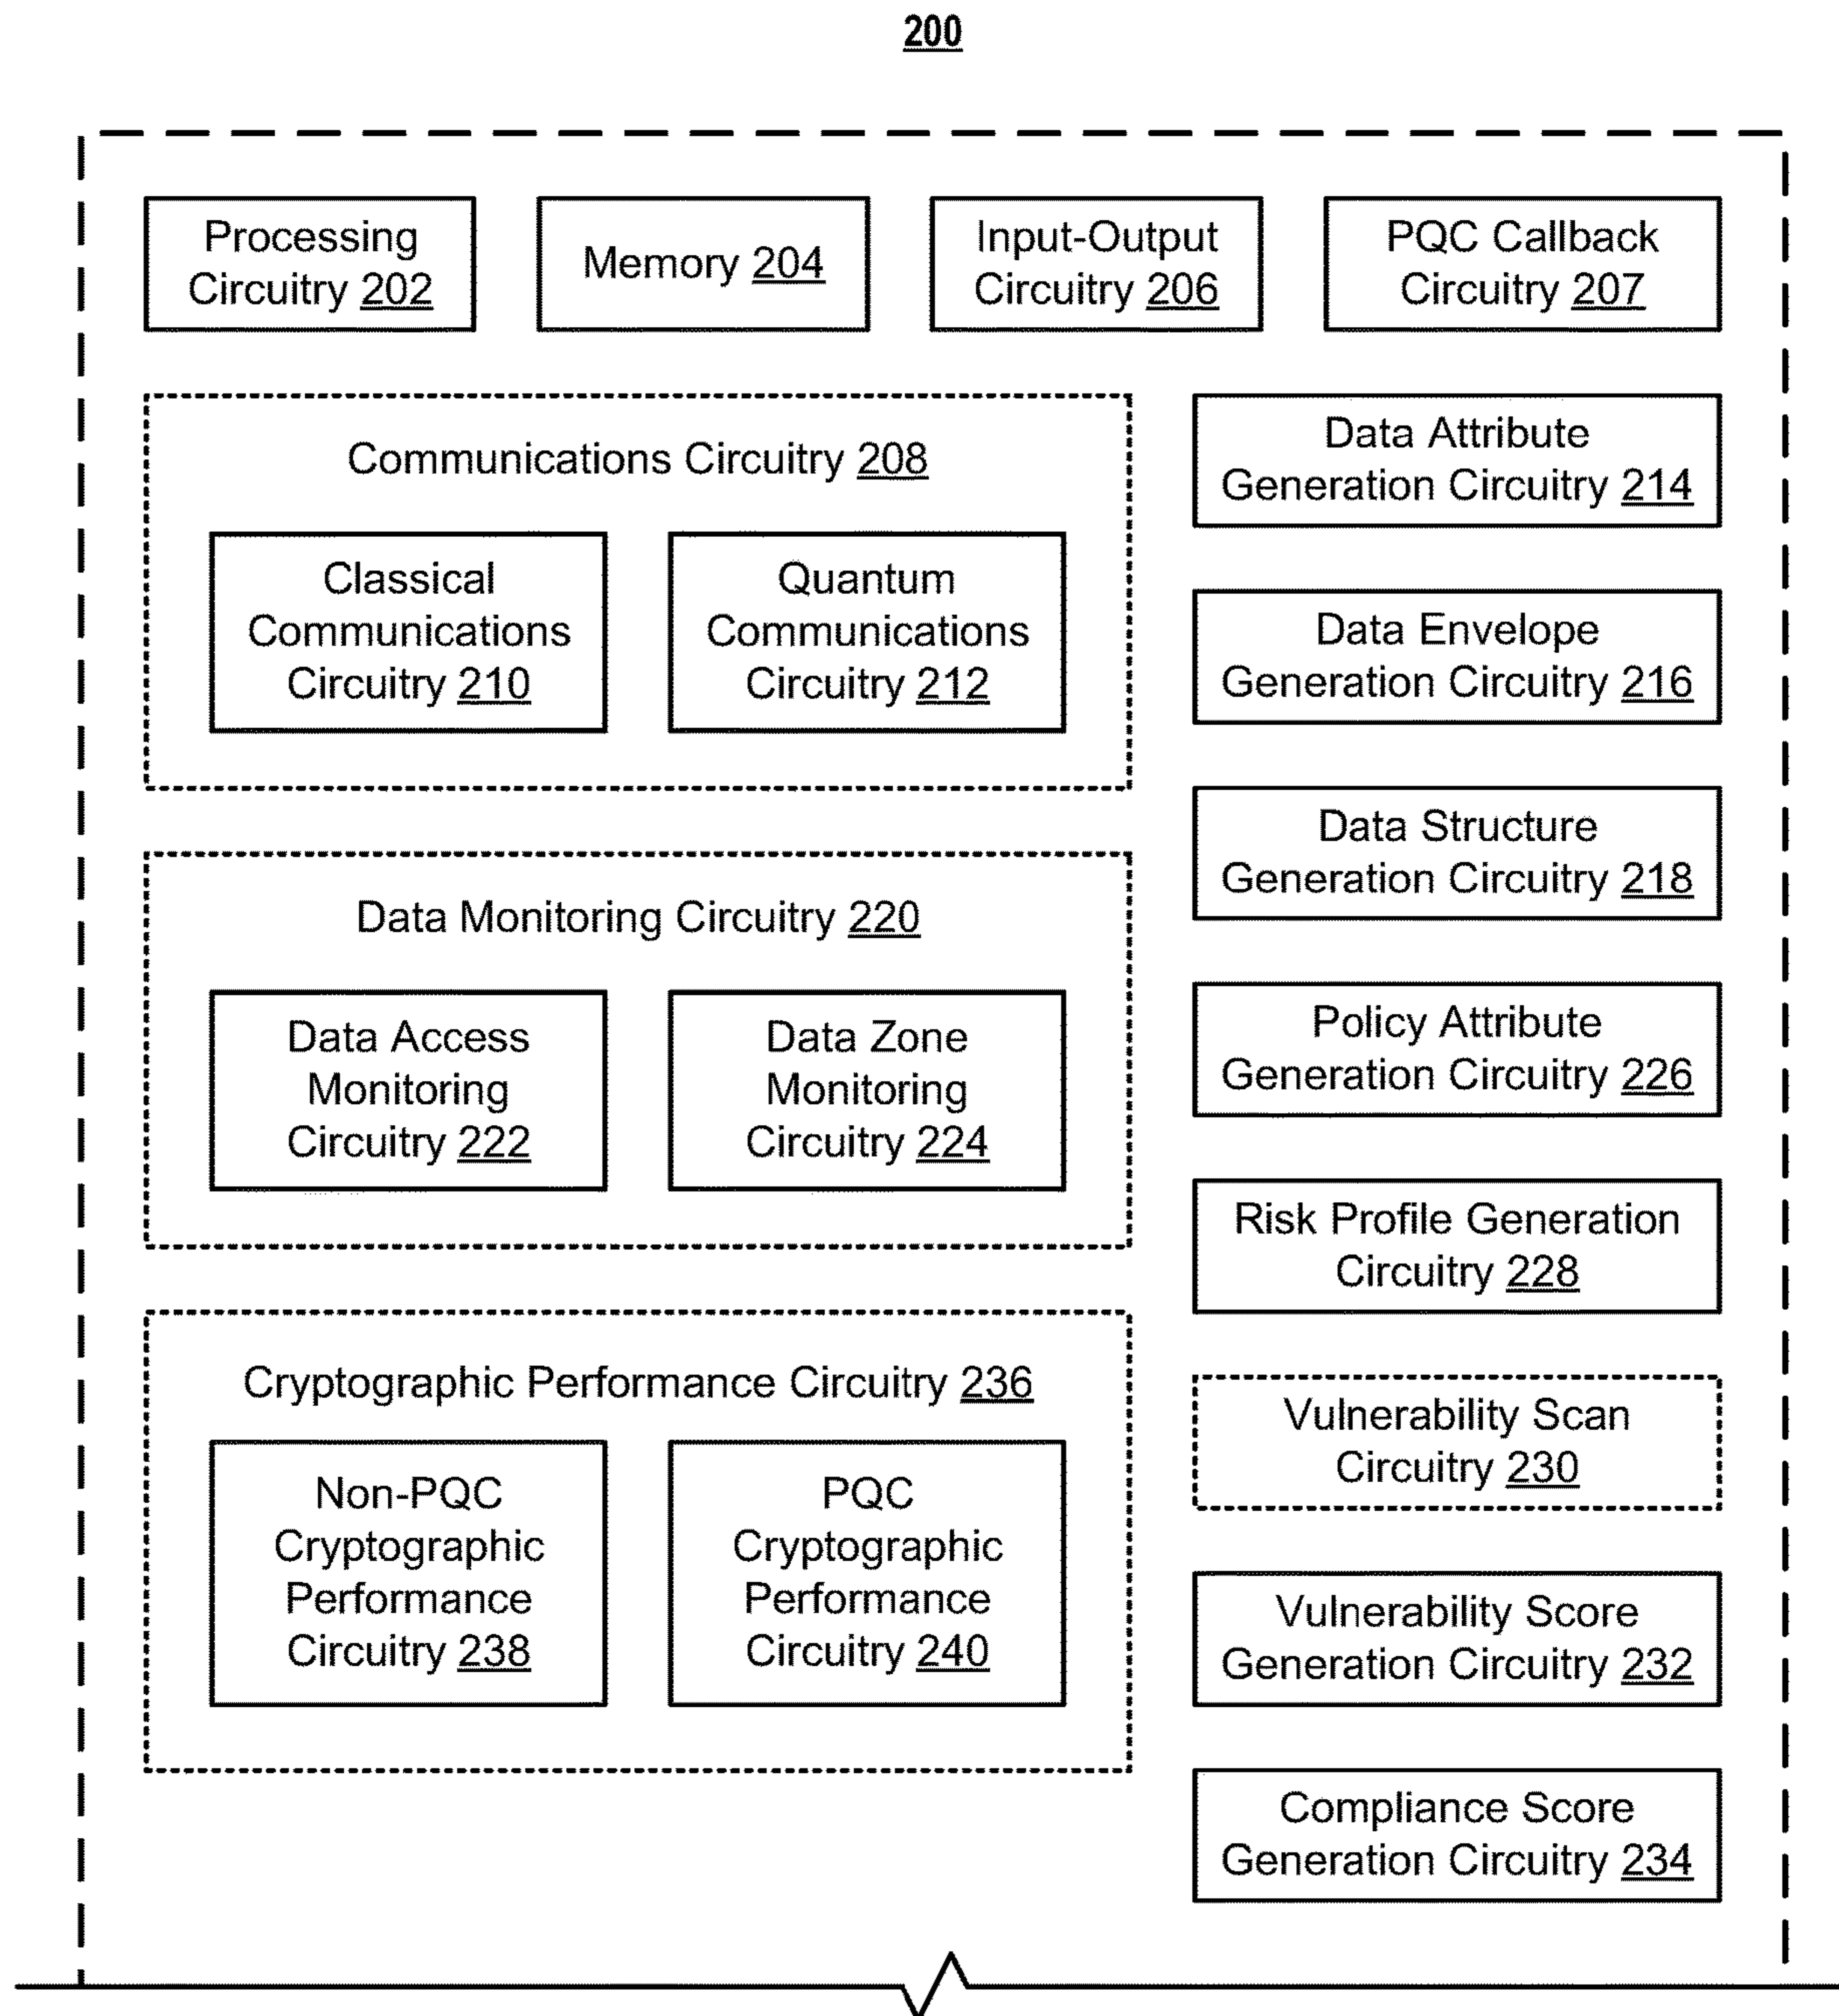 200
Processing
Circuitry 202
Memory 204
Input-Output
Circuitry 206
PQC Callback
Circuitry 207
Communications Circuitry 208
Classical
Communications
Circuitry 210
Quantum
Communications
Circuitry 212
Data Monitoring Circuitry 220
Data Access
Monitoring
Circuitry 222
Data Zone
Monitoring
Circuitry 224
Cryptographic Performance Circuitry 236
Non-PQC
Cryptographic
Performance
Circuitry 238
PQC
Cryptographic
Performance
Circuitry 240
Data Attribute
Generation Circuitry 214
Data Envelope
Generation Circuitry 216
Data Structure
Generation Circuitry 218
Policy Attribute
Generation Circuitry 226
Risk Profile Generation
Circuitry 228
Vulnerability Scan
Circuitry 230
Vulnerability Score
Generation Circuitry 232
Compliance Score
Generation Circuitry 234